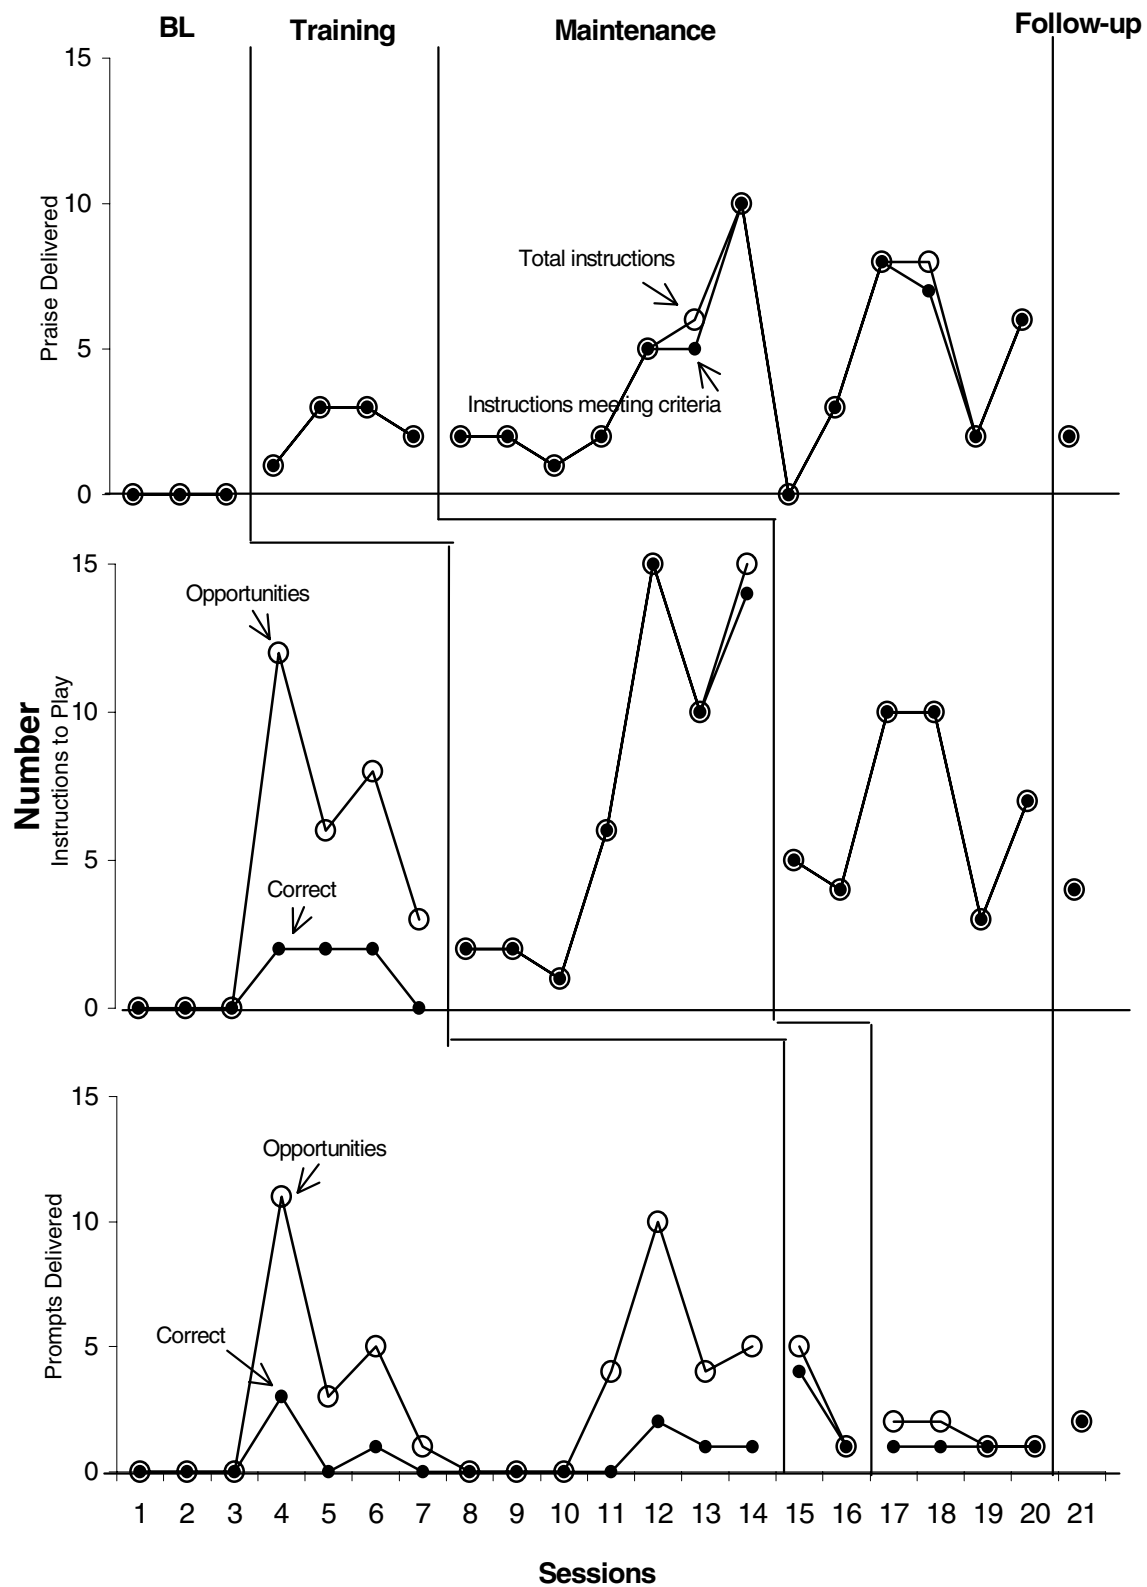 BL Training Maintenance Follow-up
15
10
5
0
Praise Delivered
Total instructions
Instructions meeting criteria
15
10
5
0
Number
Instructions to Play
Opportunities
Correct
15
10
5
0
Prompts Delivered
Opportunities
Correct
1 2 3 4 5 6 7 8 9 10 11 12 13 14 15 16 17 18 19 20 21
Sessions